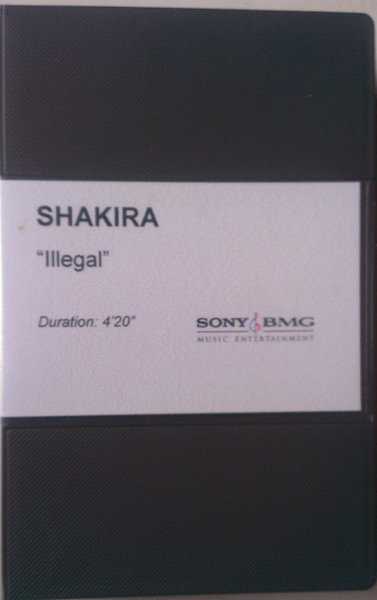 SHAKIRA
“Illegal”
Duration: 4’20”
SONY BMG
MUSIC ENTERTAINMENT